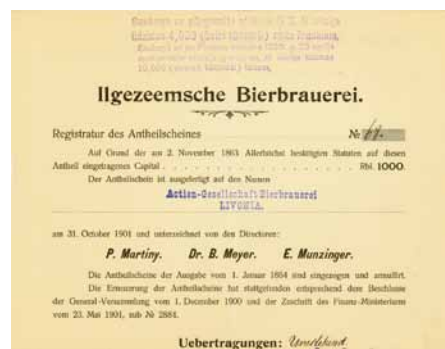 Ilgezeemsche Bierbrauerei.
Registratur des Antheilscheines № 61.
Auf Grund der am 2. November 1863 Allerhöchst bestätigten Statuten auf diesen
Antheil eingetragenes Capital . . . . . . . . . . . . . . . . Rbl. 1000.
Der Antheilschein ist ausgefertigt auf den Namen
Actien-Gesellschaft Bierbrauerei
LIVONIA.
am 31. October 1901 und unterzeichnet von den Directoren:
P. Martiny. Dr. B. Meyer. E. Munzinger.
Die Antheilscheine der Ausgabe vom 1. Januar 1864 sind eingezogen und annullirt.
Die Erneuerung der Antheilscheine hat stattgefunden entsprechend dem Beschlusse
der General-Versammlung vom 1. December 1900 und der Zuschrift des Finanz-Ministeriums
vom 23. Mai 1901, sub № 2684.
Uebertragungen: Umstehend